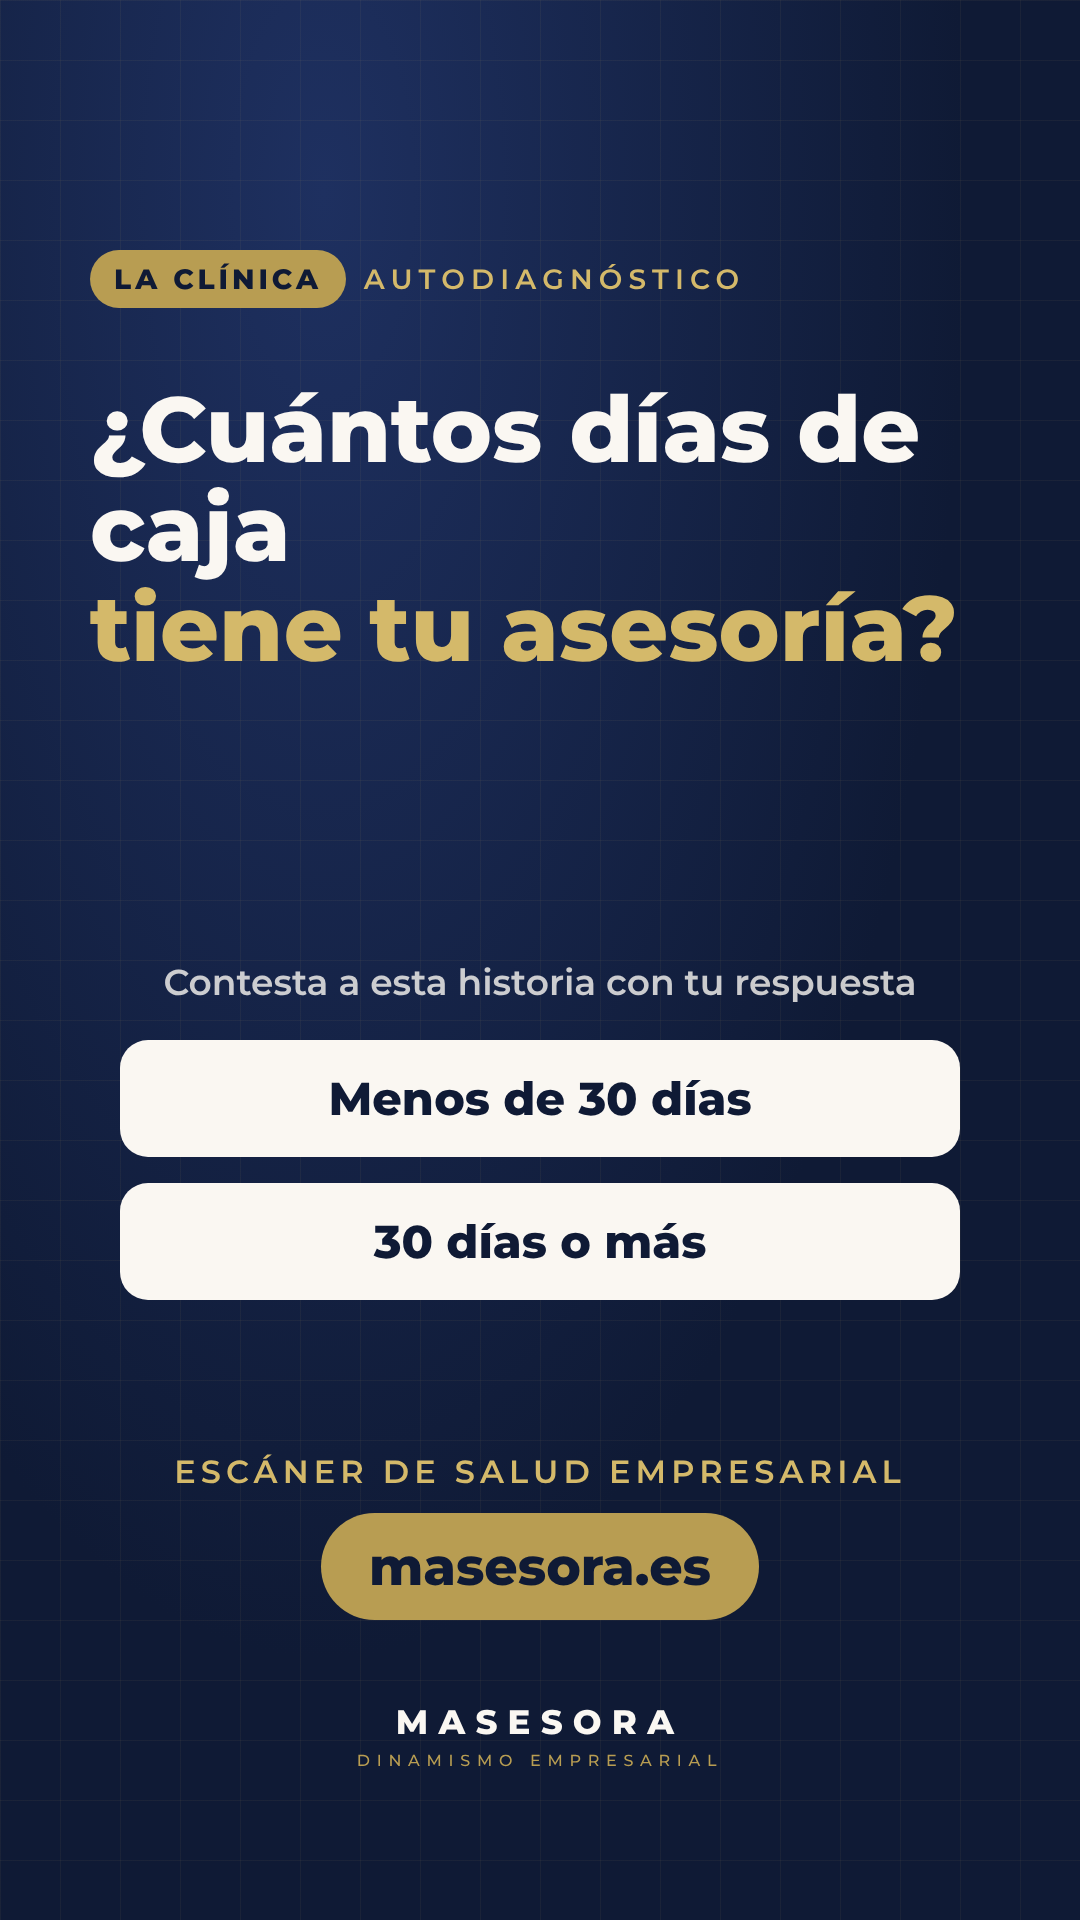 LA CLÍNICA AUTODIAGNÓSTICO
¿Cuántos días de
caja
tiene tu asesoría?
Contesta a esta historia con tu respuesta
Menos de 30 días
30 días o más
ESCÁNER DE SALUD EMPRESARIAL
masesora.es
MASESORA
DINAMISMO EMPRESARIAL